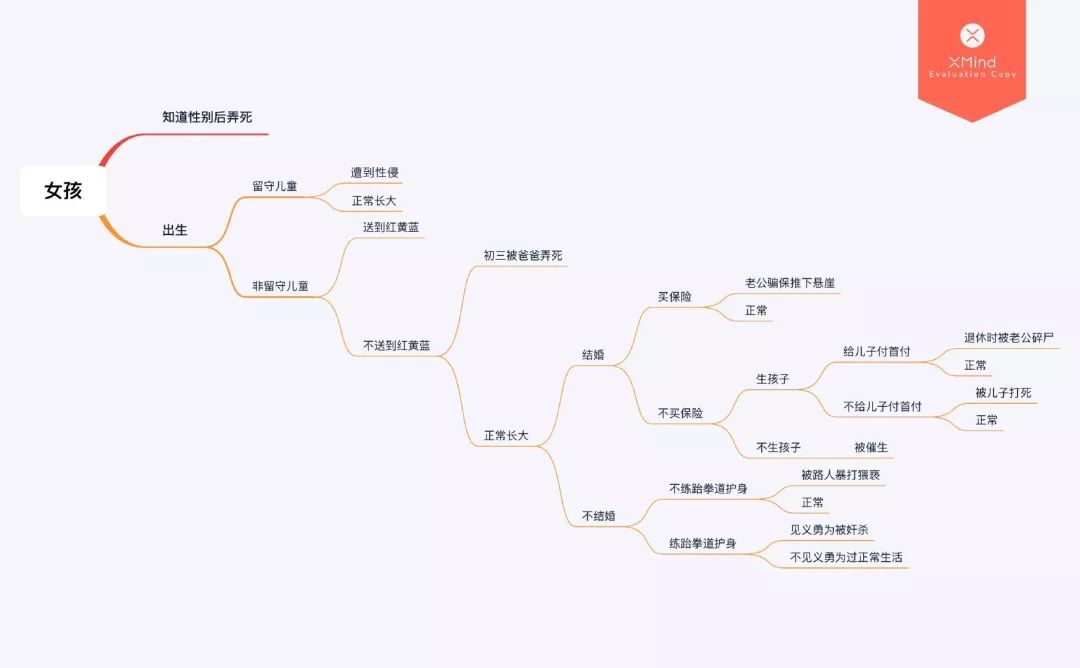 XMind
Evaluation Copy
女孩
知道性别后弄死
出生
留守儿童
遭到性侵
正常长大
非留守儿童
送到红黄蓝
不送到红黄蓝
初三被爸爸弄死
正常长大
结婚
买保险
老公骗保推下悬崖
正常
不买保险
生孩子
给儿子付首付
退休时被老公碎尸
正常
不给儿子付首付
被儿子打死
正常
不生孩子
被催生
不结婚
不练跆拳道护身
被路人暴打猥亵
正常
练跆拳道护身
见义勇为被奸杀
不见义勇为过正常生活